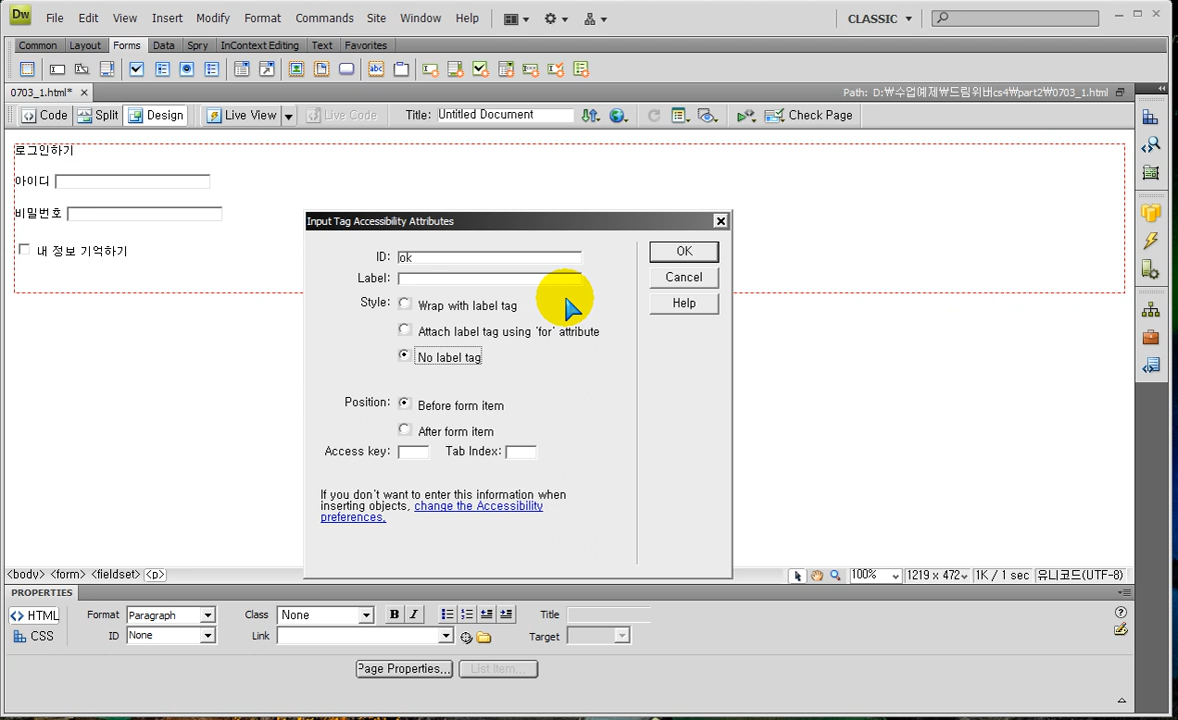 Dw File Edit View Insert Modify Format Commands Site Window Help CLASSIC
Common Layout Forms Data Spry InContext Editing Text Favorites
0703_1.html* Path: D:₩수업예제₩드림위버cs4₩part2₩0703_1.html
Code Split Design Live View Live Code Title: Untitled Document Check Page
로그인하기
아이디
비밀번호
내 정보 기억하기
Input Tag Accessibility Attributes
ID: ok
OK
Label:
Cancel
Style: Wrap with label tag
Help
Attach label tag using 'for' attribute
No label tag
Position: Before form item
After form item
Access key: Tab Index:
If you don't want to enter this information when
inserting objects, change the Accessibility
preferences.
<body> <form> <fieldset> <p> 100% 1219 x 472 1K / 1 sec 유니코드(UTF-8)
PROPERTIES
<> HTML Format Paragraph Class None B I Title
CSS ID None Link Target
Page Properties... List Item...